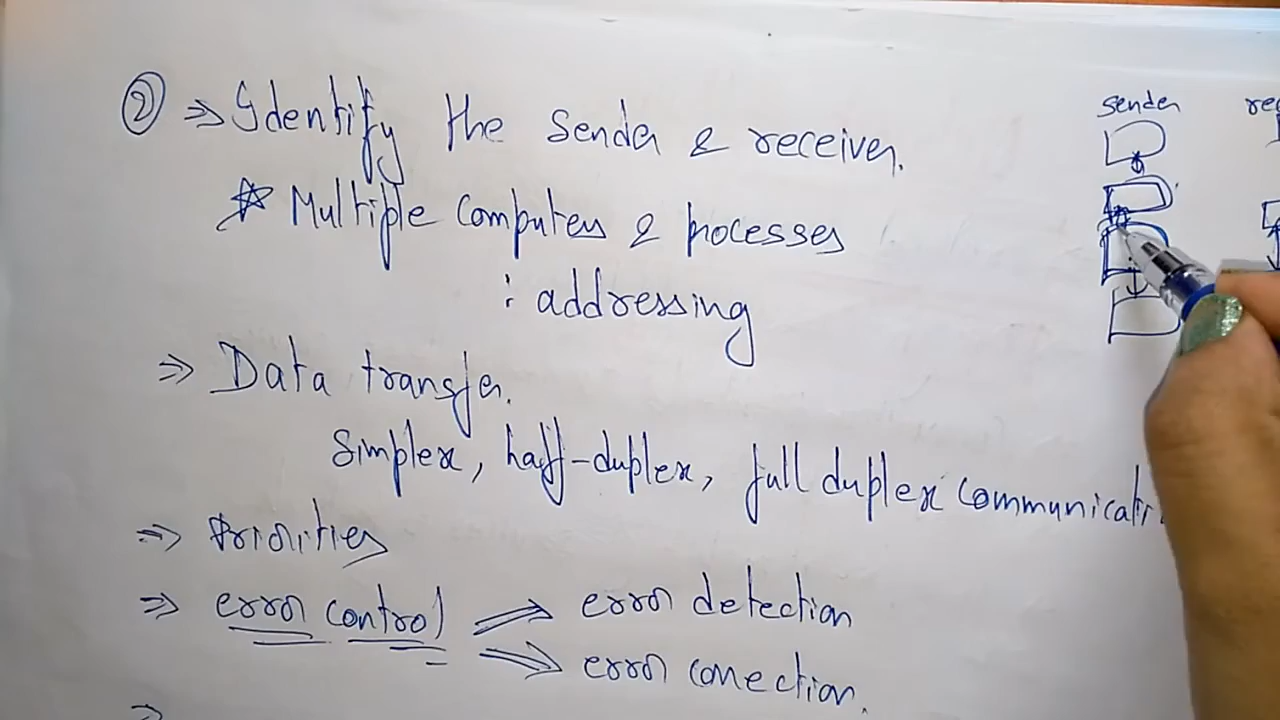 ② ⇒ Identify the sender & receiver.
* Multiple Computers & processes
: addressing
⇒ Data transfer.
Simplex, half-duplex, full duplex
⇒ Priorities
⇒ error control ⇒ error detection
⇒ error correction.
⇒
sender